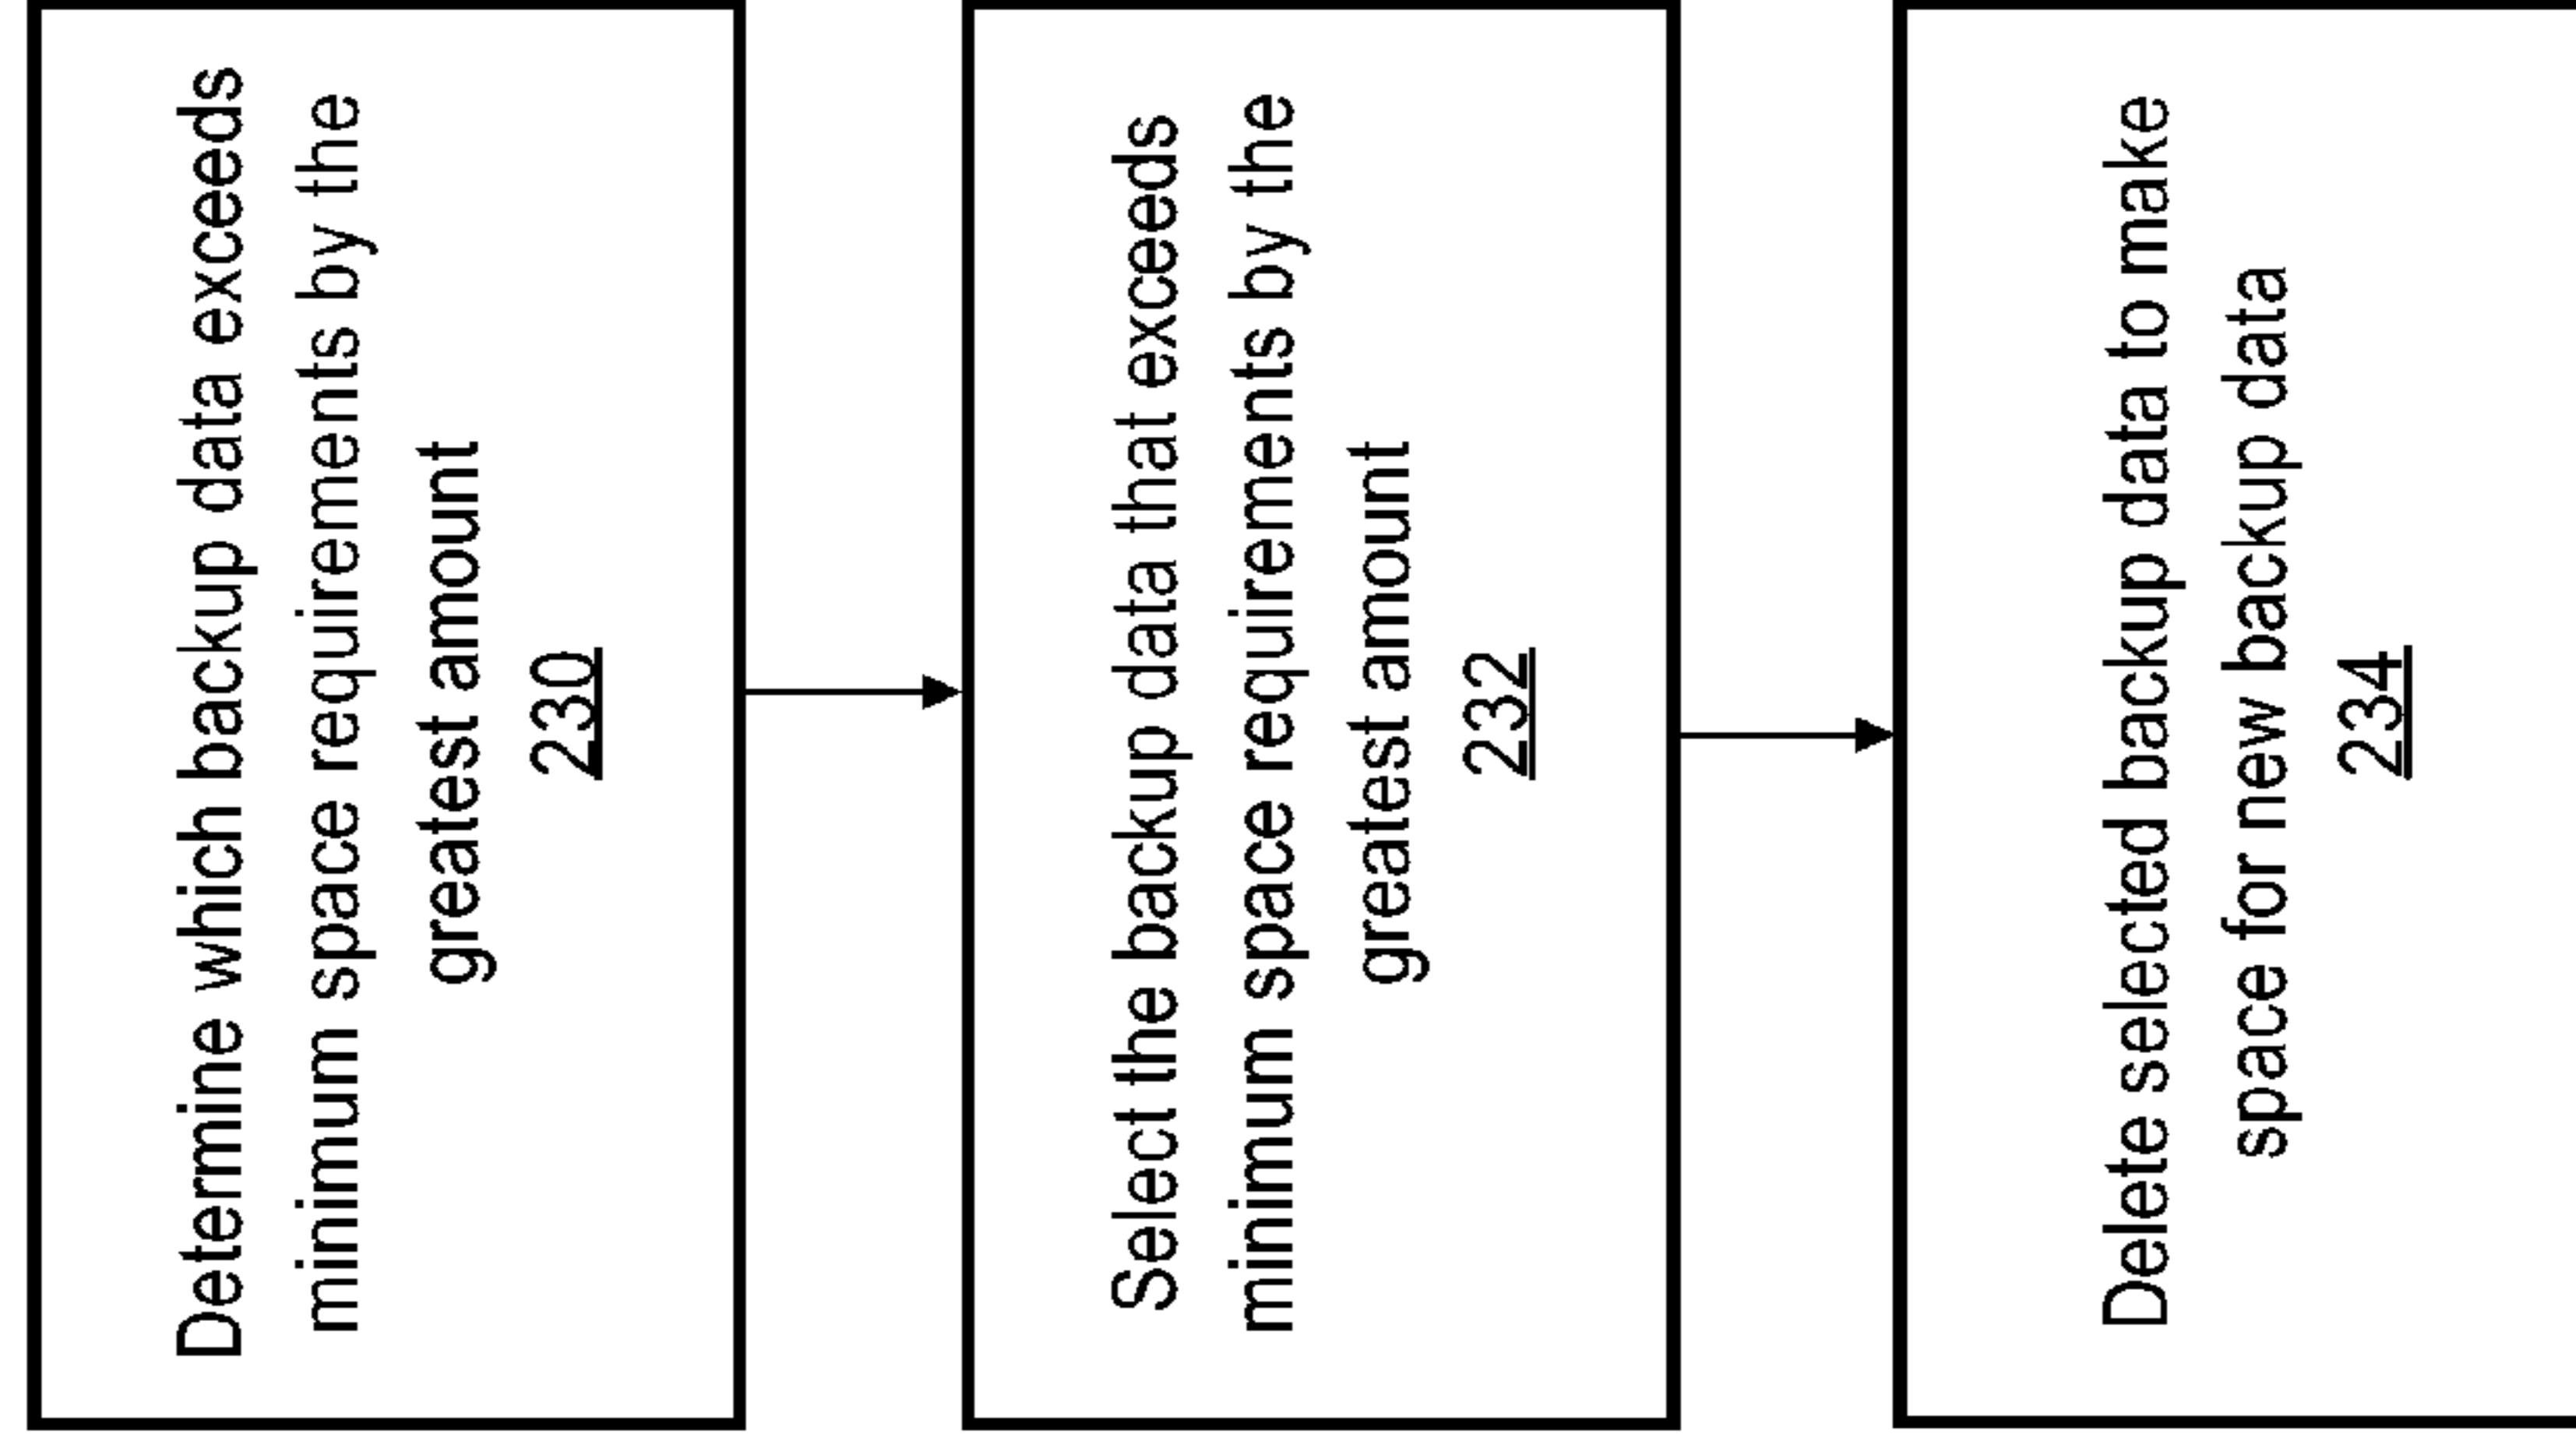 Determine which backup data exceeds
minimum space requirements by the
greatest amount
230
Select the backup data that exceeds
minimum space requirements by the
greatest amount
232
Delete selected backup data to make
space for new backup data
234